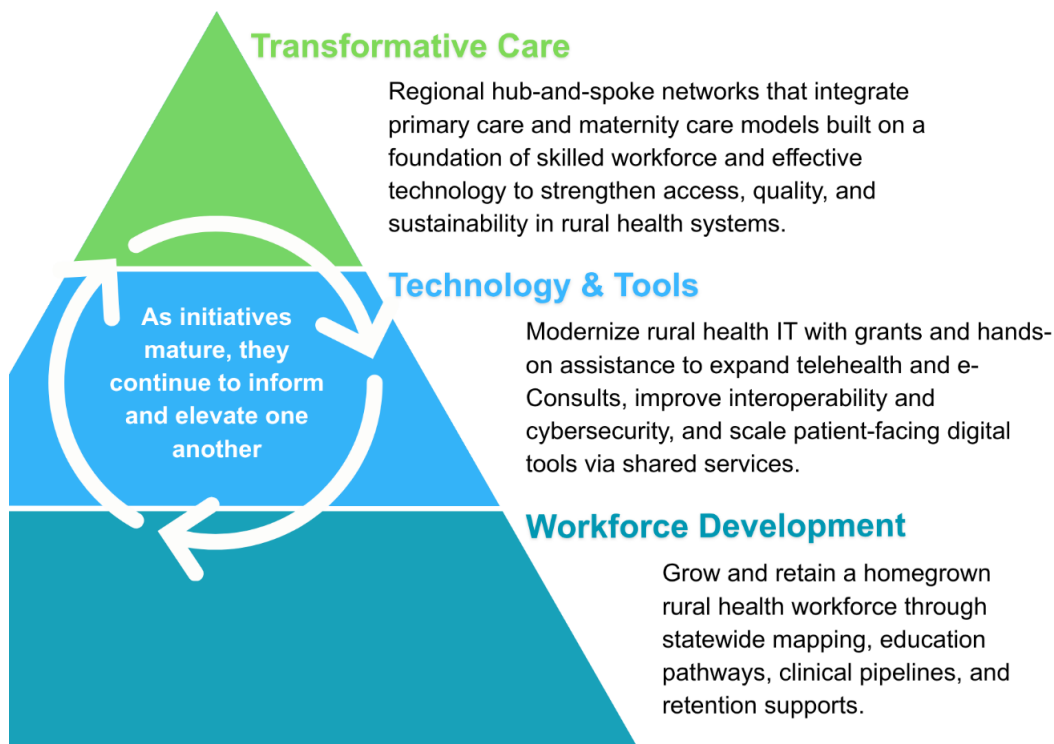 Transformative Care
Regional hub-and-spoke networks that integrate
primary care and maternity care models built on a
foundation of skilled workforce and effective
technology to strengthen access, quality, and
sustainability in rural health systems.
Technology & Tools
Modernize rural health IT with grants and hands-
on assistance to expand telehealth and e-
Consults, improve interoperability and
cybersecurity, and scale patient-facing digital
tools via shared services.
As initiatives
mature, they
continue to inform
and elevate one
another
Workforce Development
Grow and retain a homegrown
rural health workforce through
statewide mapping, education
pathways, clinical pipelines, and
retention supports.